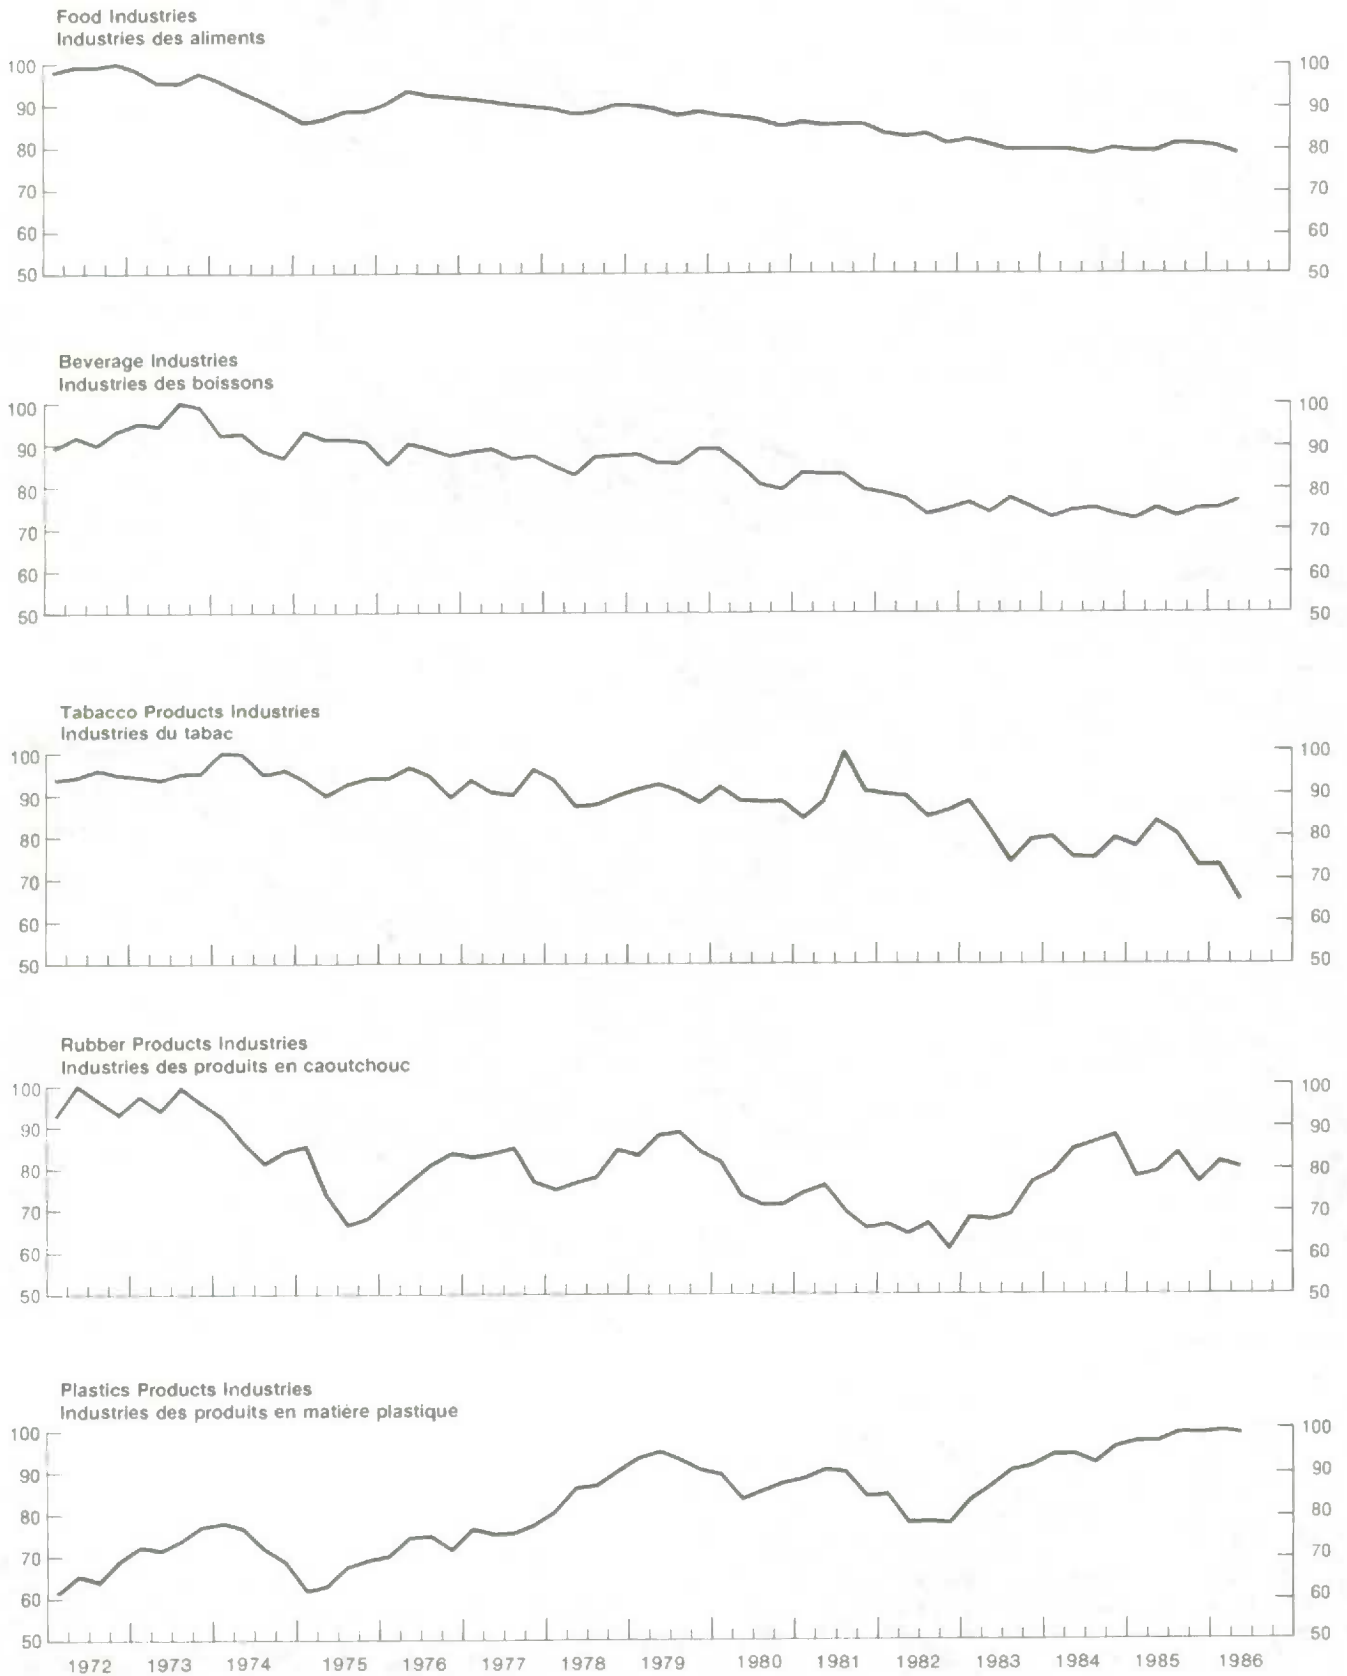 Food Industries
Industries des aliments
100 100
90 90
80 80
70 70
60 60
50 50
Beverage Industries
Industries des boissons
100 100
90 90
80 80
70 70
60 60
50 50
Tabacco Products Industries
Industries du tabac
100 100
90 90
80 80
70 70
60 60
50 50
Rubber Products Industries
Industries des produits en caoutchouc
100 100
90 90
80 80
70 70
60 60
50 50
Plastics Products Industries
Industries des produits en matière plastique
100 100
90 90
80 80
70 70
60 60
50 50
1972 1973 1974 1975 1976 1977 1978 1979 1980 1981 1982 1983 1984 1985 1986